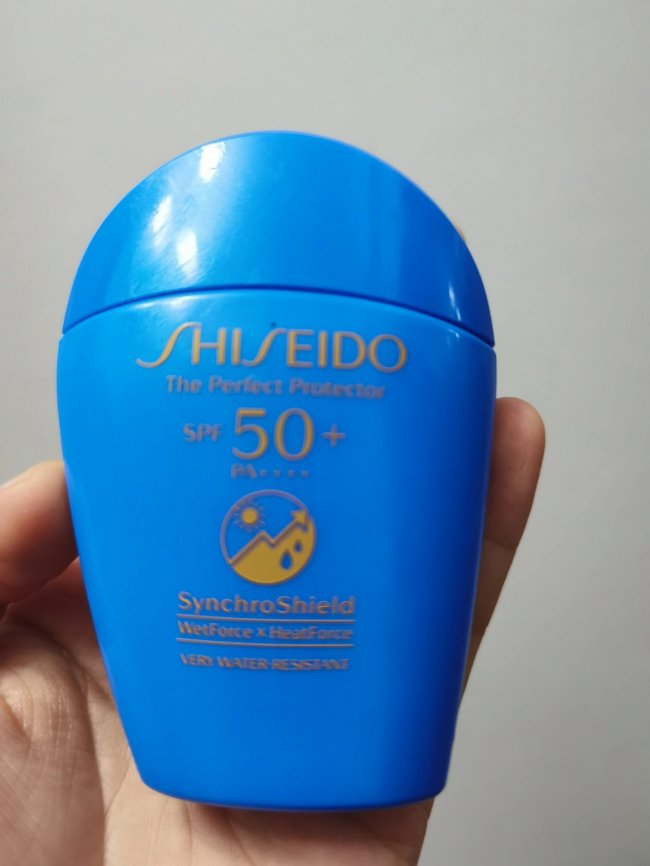 SHISEIDO
The Perfect Protector
SPF 50+
PA++++
SynchroShield
WetForce × HeatForce
VERY WATER-RESISTANT